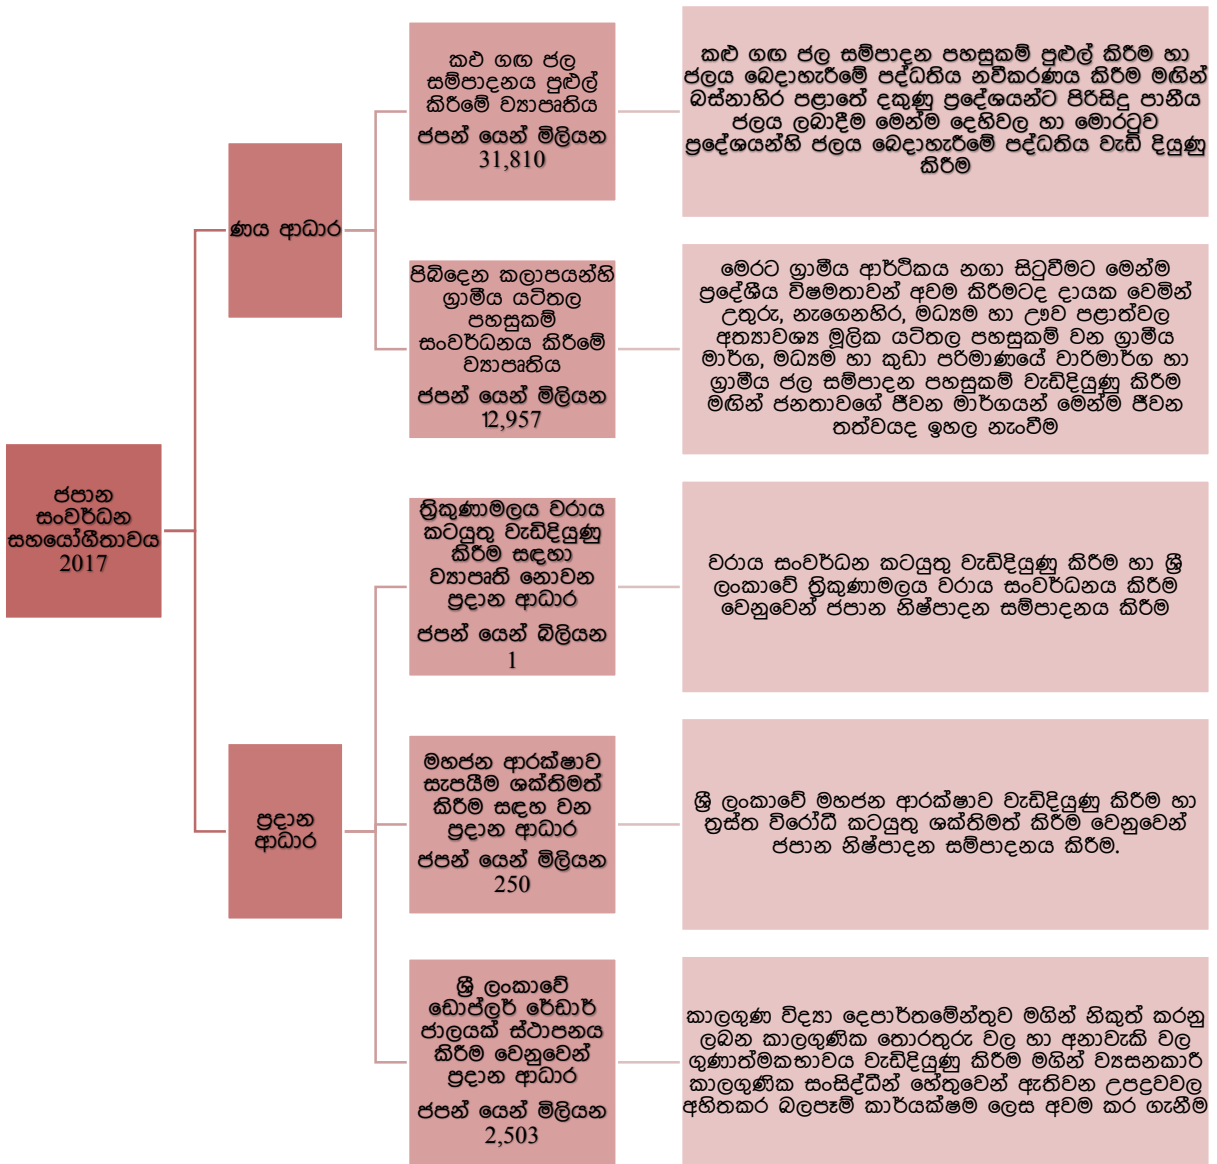 ජපාන
සංවර්ධන
සහයෝගීතාවය
2017
ණය ආධාර
කළු ගඟ ජල
සම්පාදනය පුළුල්
කිරීමේ ව්‍යාපෘතිය
ජපන් යෙන් මිලියන
31,810
කළු ගඟ ජල සම්පාදන පහසුකම් පුළුල් කිරීම හා
ජලය බෙදාහැරීමේ පද්ධතිය නවීකරණය කිරීම මඟින්
බස්නාහිර පළාතේ දකුණු ප්‍රදේශයන්ට පිරිසිදු පානීය
ජලය ලබාදීම මෙන්ම දෙහිවල හා මොරටුව
ප්‍රදේශයන්හි ජලය බෙදාහැරීමේ පද්ධතිය වැඩි දියුණු
කිරීම
පිබිදෙන කලාපයන්හි
ග්‍රාමීය යටිතල
පහසුකම්
සංවර්ධනය කිරීමේ
ව්‍යාපෘතිය
ජපන් යෙන් මිලියන
12,957
මෙරට ග්‍රාමීය ආර්ථිකය නගා සිටුවීමට මෙන්ම
ප්‍රදේශීය විෂමතාවන් අවම කිරීමටද දායක වෙමින්
උතුරු, නැගෙනහිර, මධ්‍යම හා ඌව පළාත්වල
අත්‍යාවශ්‍ය මූලික යටිතල පහසුකම් වන ග්‍රාමීය
මාර්ග, මධ්‍යම හා කුඩා පරිමාණයේ වාරිමාර්ග හා
ග්‍රාමීය ජල සම්පාදන පහසුකම් වැඩිදියුණු කිරීම
මඟින් ජනතාවගේ ජීවන මාර්ගයන් මෙන්ම ජීවන
තත්වයද ඉහල නැංවීම
ප්‍රදාන
ආධාර
ත්‍රිකුණාමලය වරාය
කටයුතු වැඩිදියුණු
කිරීම සඳහා
ව්‍යාපෘති නොවන
ප්‍රදාන ආධාර
ජපන් යෙන් බිලියන
1
වරාය සංවර්ධන කටයුතු වැඩිදියුණු කිරීම හා ශ්‍රී
ලංකාවේ ත්‍රිකුණාමලය වරාය සංවර්ධනය කිරීම
වෙනුවෙන් ජපාන නිෂ්පාදන සම්පාදනය කිරීම
මහජන ආරක්ෂාව
සැපයීම ශක්තිමත්
කිරීම සඳහ වන
ප්‍රදාන ආධාර
ජපන් යෙන් මිලියන
250
ශ්‍රී ලංකාවේ මහජන ආරක්ෂාව වැඩිදියුණු කිරීම හා
ත්‍රස්ත විරෝධී කටයුතු ශක්තිමත් කිරීම වෙනුවෙන්
ජපාන නිෂ්පාදන සම්පාදනය කිරීම.
ශ්‍රී ලංකාවේ
ඩොප්ලර් රේඩාර්
ජාලයක් ස්ථාපනය
කිරීම වෙනුවෙන්
ප්‍රදාන ආධාර
ජපන් යෙන් මිලියන
2,503
කාලගුණ විද්‍යා දෙපාර්තමේන්තුව මගින් නිකුත් කරනු
ලබන කාලගුණික තොරතුරු වල හා අනාවැකි වල
ගුණාත්මකභාවය වැඩිදියුණු කිරීම මගින් ව්‍යසනකාරී
කාලගුණික සංසිද්ධීන් හේතුවෙන් ඇතිවන උපද්‍රවවල
අහිතකර බලපෑම් කාර්යක්ෂම ලෙස අවම කර ගැනීම